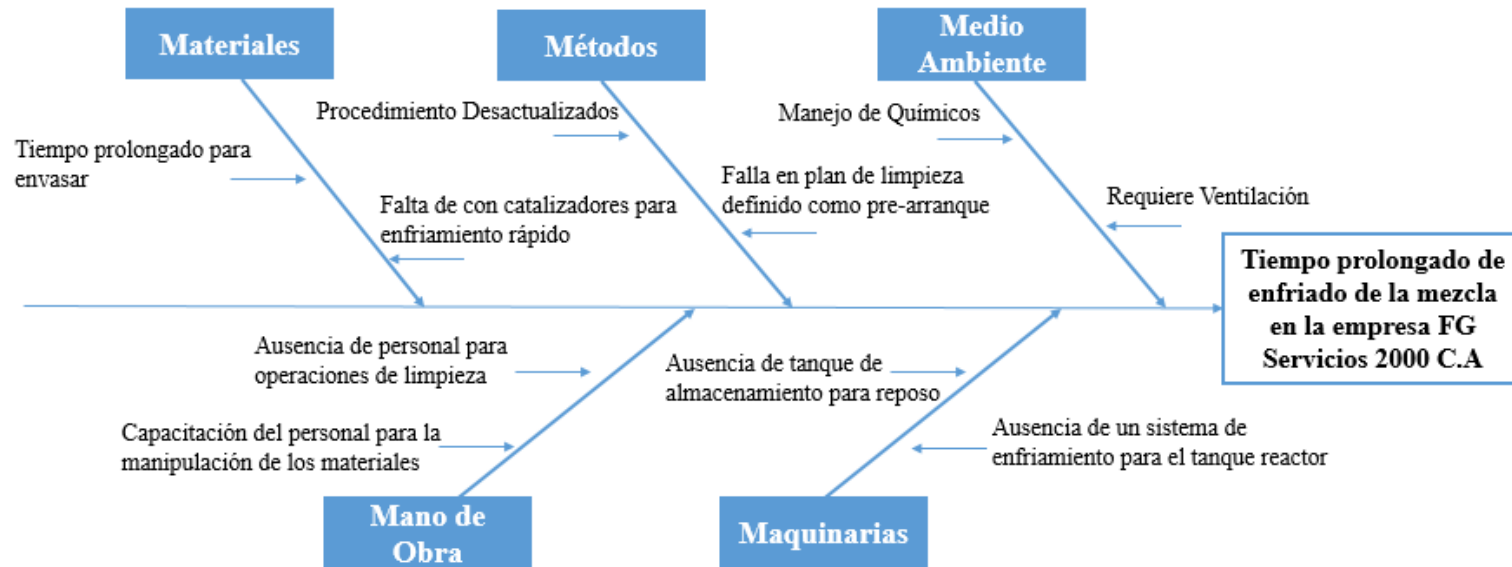 Materiales
Métodos
Medio
Ambiente
Procedimiento Desactualizados
Manejo de Químicos
Tiempo prolongado para
envasar
Falla en plan de limpieza
definido como pre-arranque
Requiere Ventilación
Falta de con catalizadores para
enfriamiento rápido
Tiempo prolongado de
enfriado de la mezcla
en la empresa FG
Servicios 2000 C.A
Ausencia de personal para
operaciones de limpieza
Ausencia de tanque de
almacenamiento para reposo
Capacitación del personal para la
manipulación de los materiales
Ausencia de un sistema de
enfriamiento para el tanque reactor
Mano de
Obra
Maquinarias